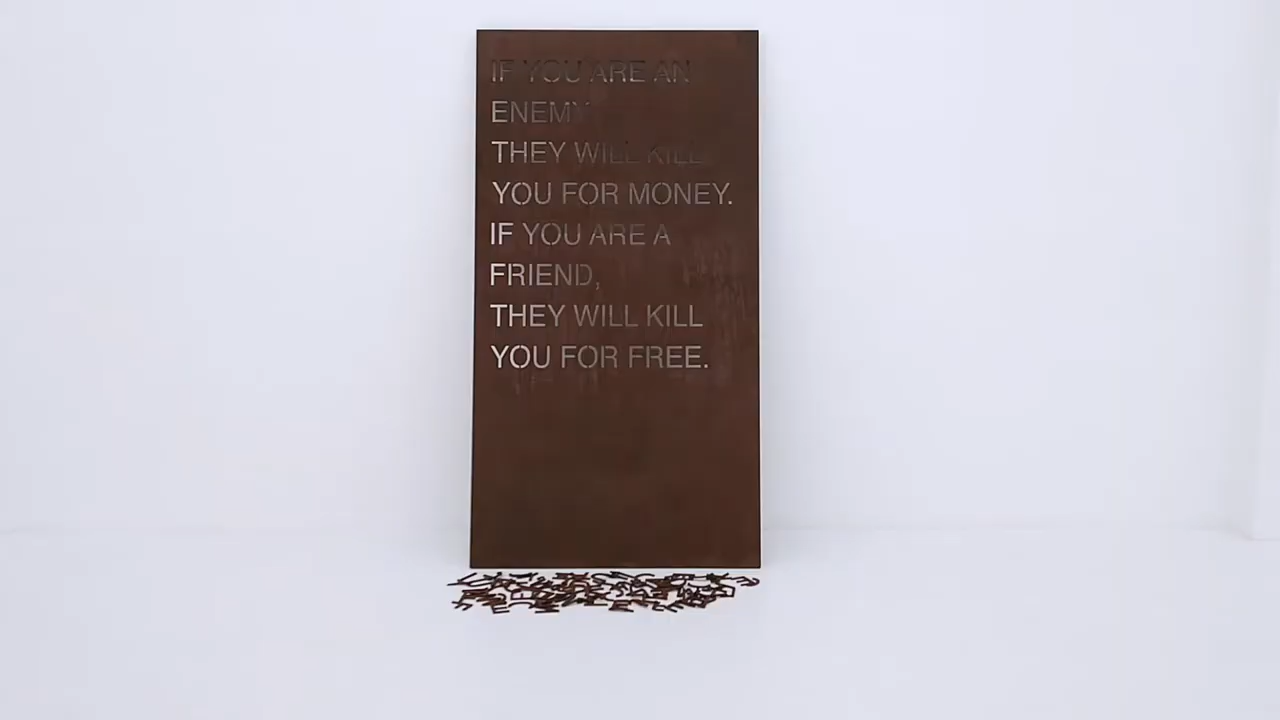 IF YOU ARE AN
ENEMY
THEY WILL KILL
YOU FOR MONEY.
IF YOU ARE A
FRIEND,
THEY WILL KILL
YOU FOR FREE.